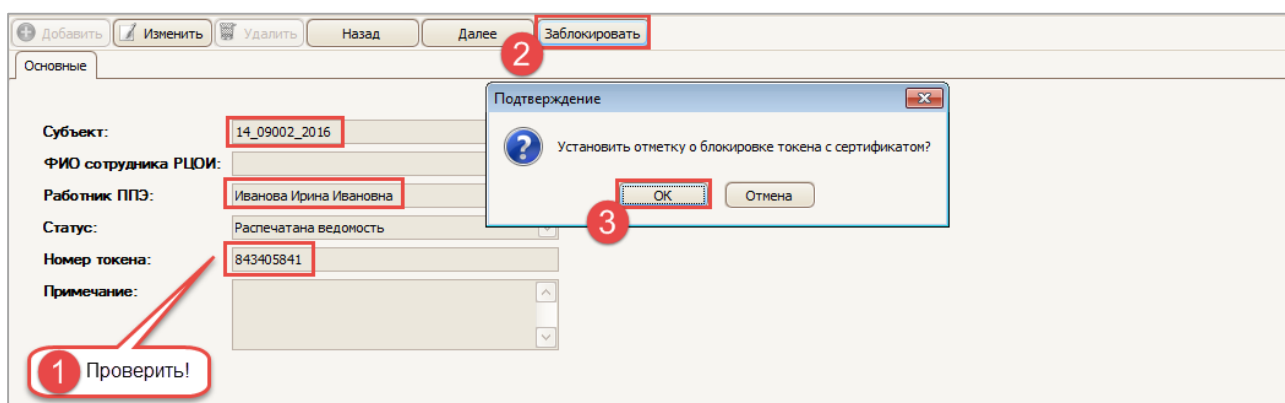 Добавить Изменить Удалить Назад Далее Заблокировать
2
Основные
Подтверждение
Субъект: 14_09002_2016
Установить отметку о блокировке токена с сертификатом?
ФИО сотрудника РЦОИ:
Работник ППЭ: Иванова Ирина Ивановна
ОК Отмена
3
Статус: Распечатана ведомость
Номер токена: 843405841
Примечание:
1 Проверить!